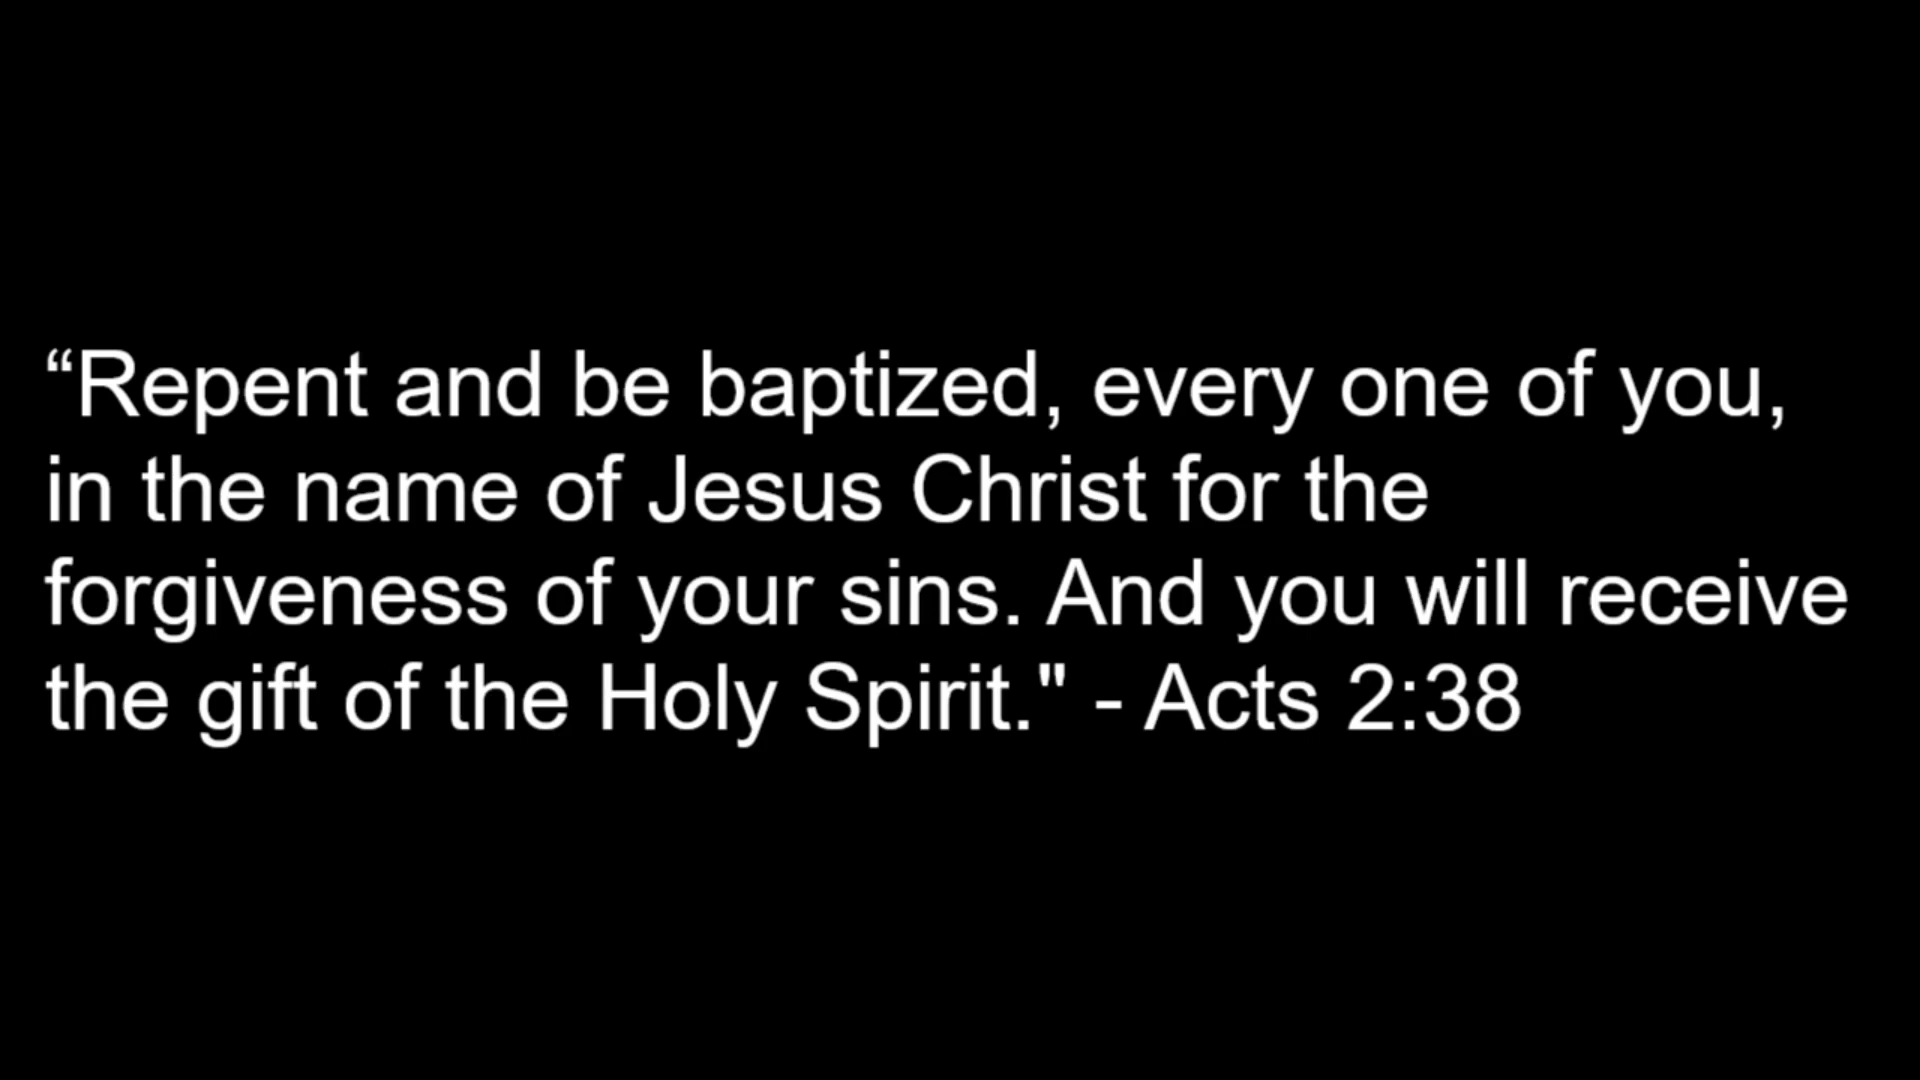 “Repent and be baptized, every one of you,
in the name of Jesus Christ for the
forgiveness of your sins. And you will receive
the gift of the Holy Spirit." - Acts 2:38